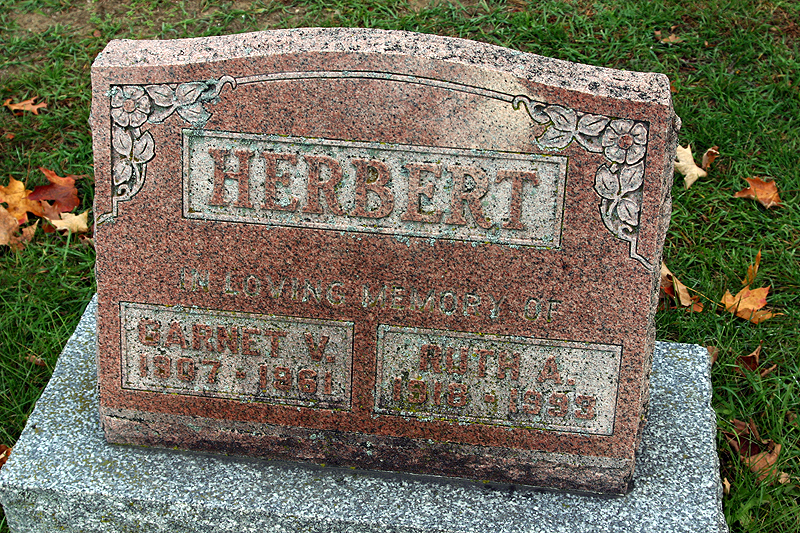 HERBERT
IN LOVING MEMORY OF
GARNET V.
1907 - 1961
RUTH A.
1918 - 1993